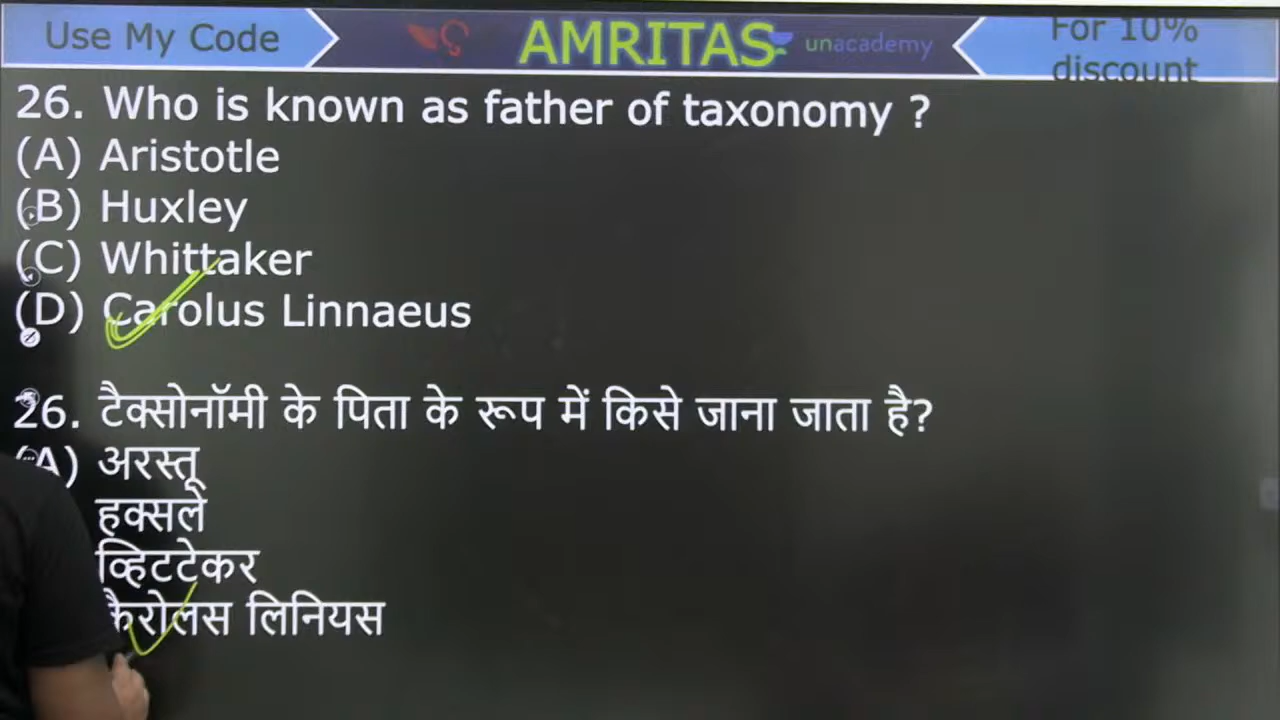 Use My Code
AMRITAS
unacademy
For 10%
discount
26. Who is known as father of taxonomy ?
(A) Aristotle
(B) Huxley
(C) Whittaker
(D) Carolus Linnaeus
26. टैक्सोनॉमी के पिता के रूप में किसे जाना जाता है?
(A) अरस्तू
हक्सले
व्हिटटेकर
कैरोलस लिनियस